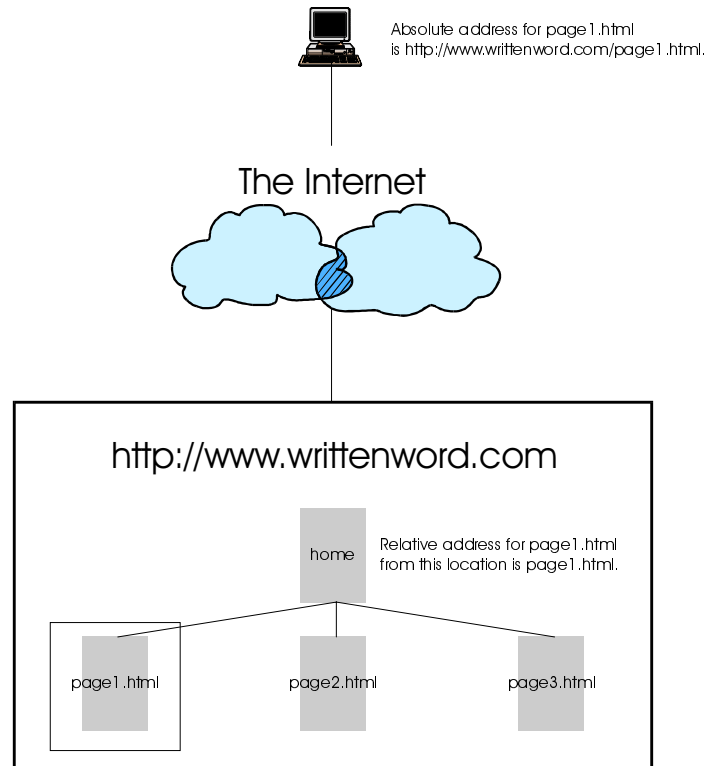 Absolute address for page1.html
is http://www.writtenword.com/page1.html.
The Internet
http://www.writtenword.com
home
Relative address for page1.html
from this location is page1.html.
page1.html
page2.html
page3.html